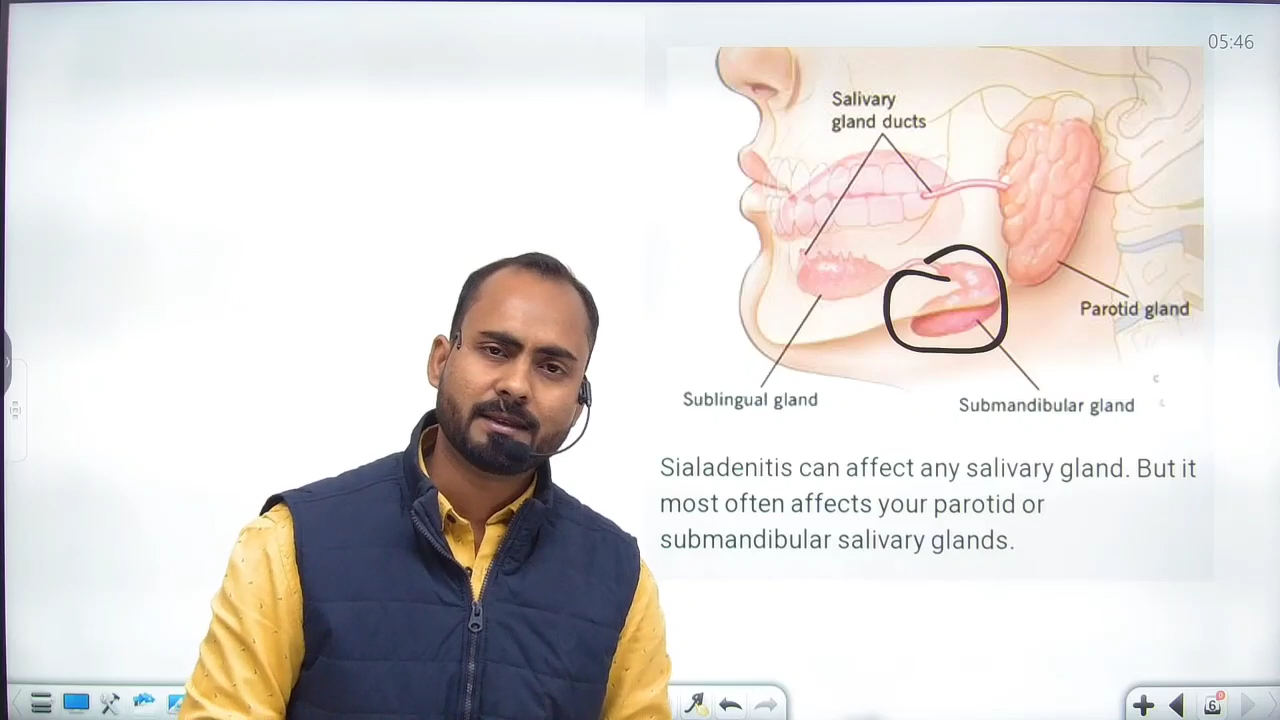 05:46
Salivary
gland ducts
Parotid gland
Sublingual gland
Submandibular gland
Sialadenitis can affect any salivary gland. But it
most often affects your parotid or
submandibular salivary glands.
6